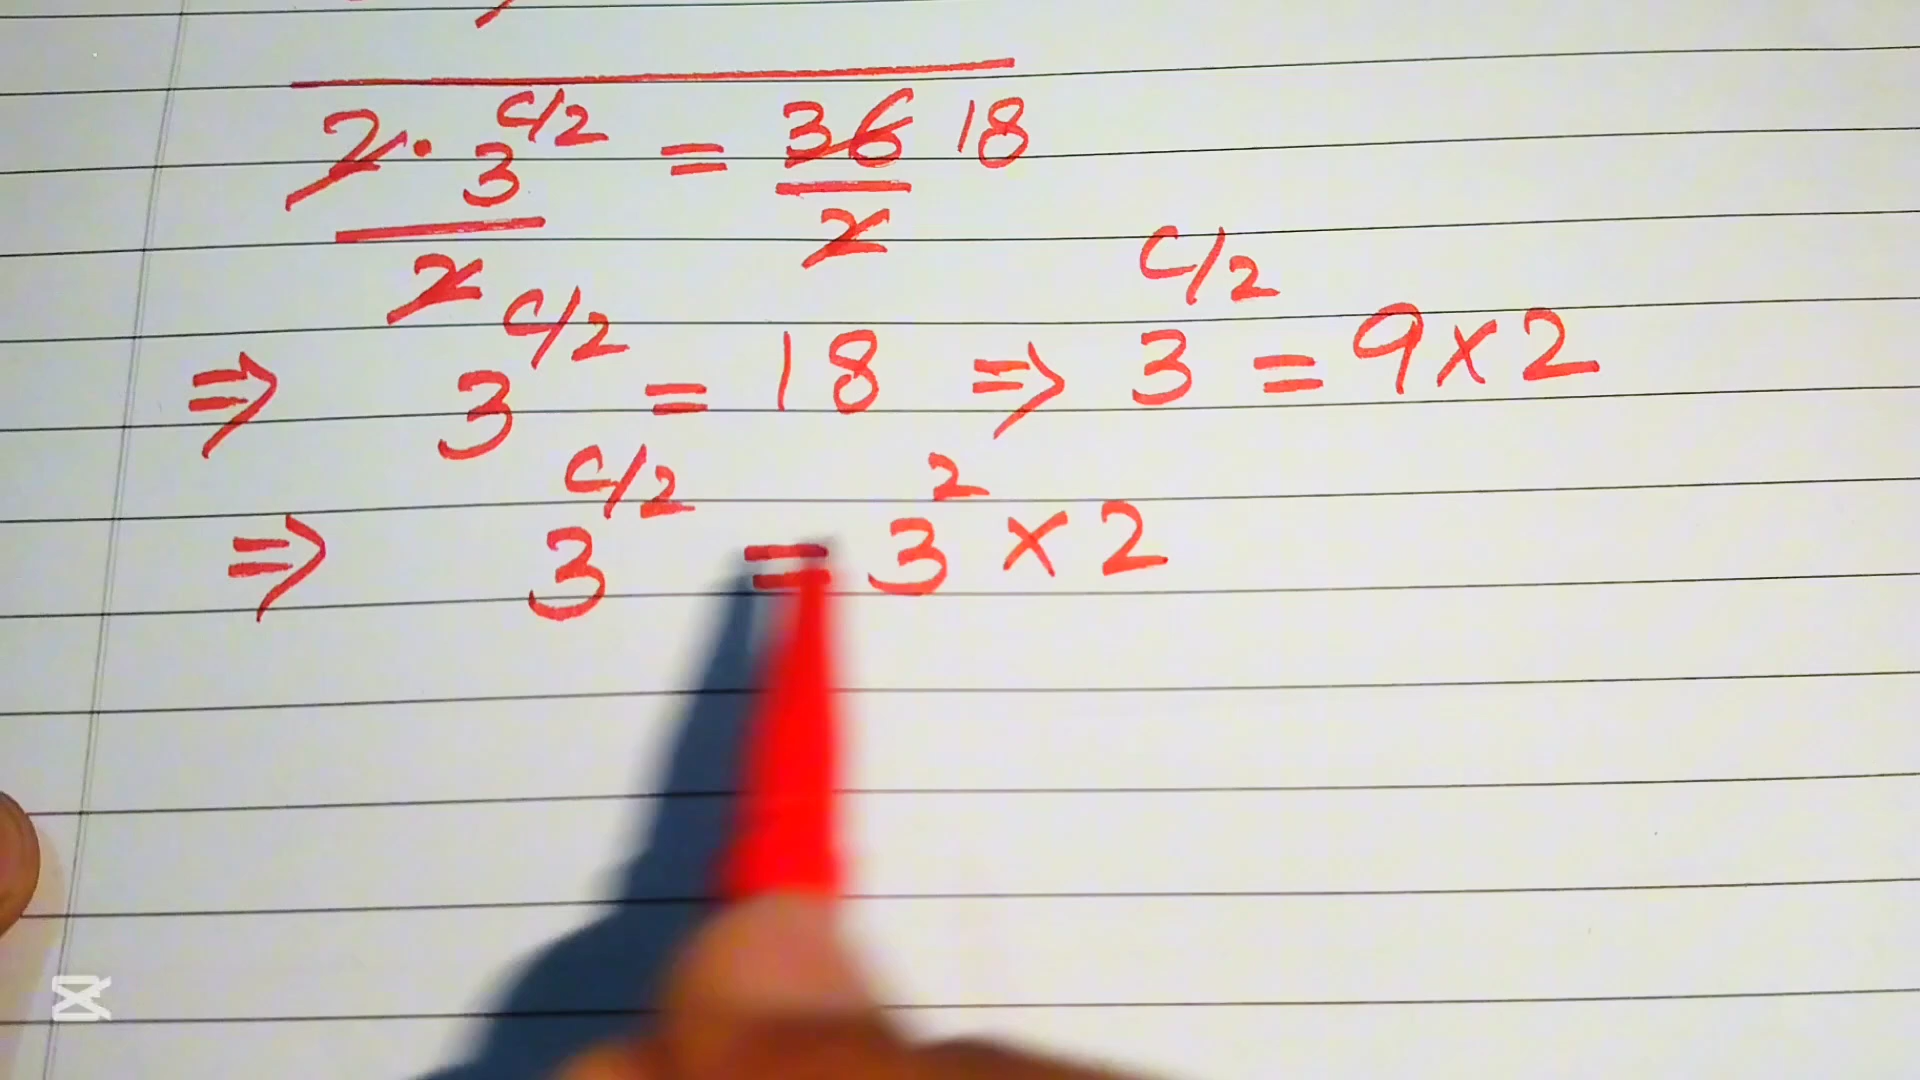 2 · 3^{c/2} / 2 = 36 / 2 18
⇒ 3^{c/2} = 18 ⇒ 3^{c/2} = 9 × 2
⇒ 3^{c/2} = 3^2 × 2